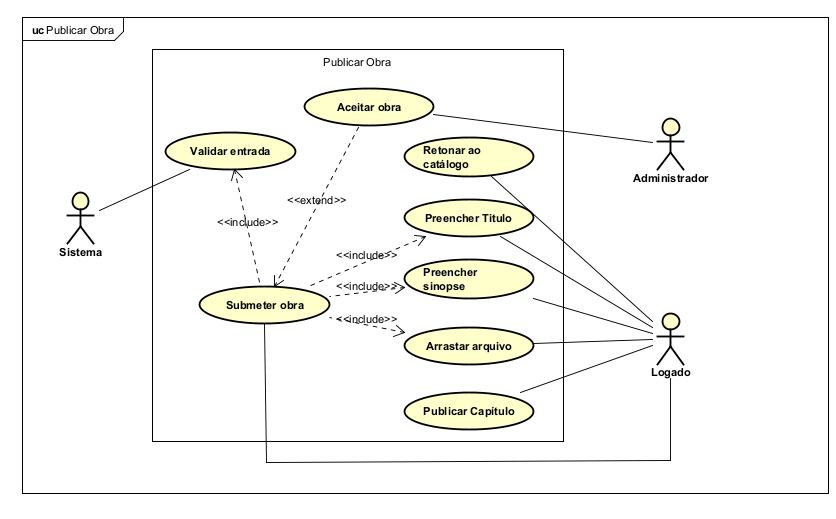 uc Publicar Obra
Publicar Obra
Aceitar obra
Validar entrada
Retonar ao
catálogo
Administrador
<<extend>>
Preencher Titulo
<<include>>
Sistema
<<include>>
Preencher
sinopse
<<include>>
Submeter obra
<<include>>
Arrastar arquivo
Logado
Publicar Capítulo